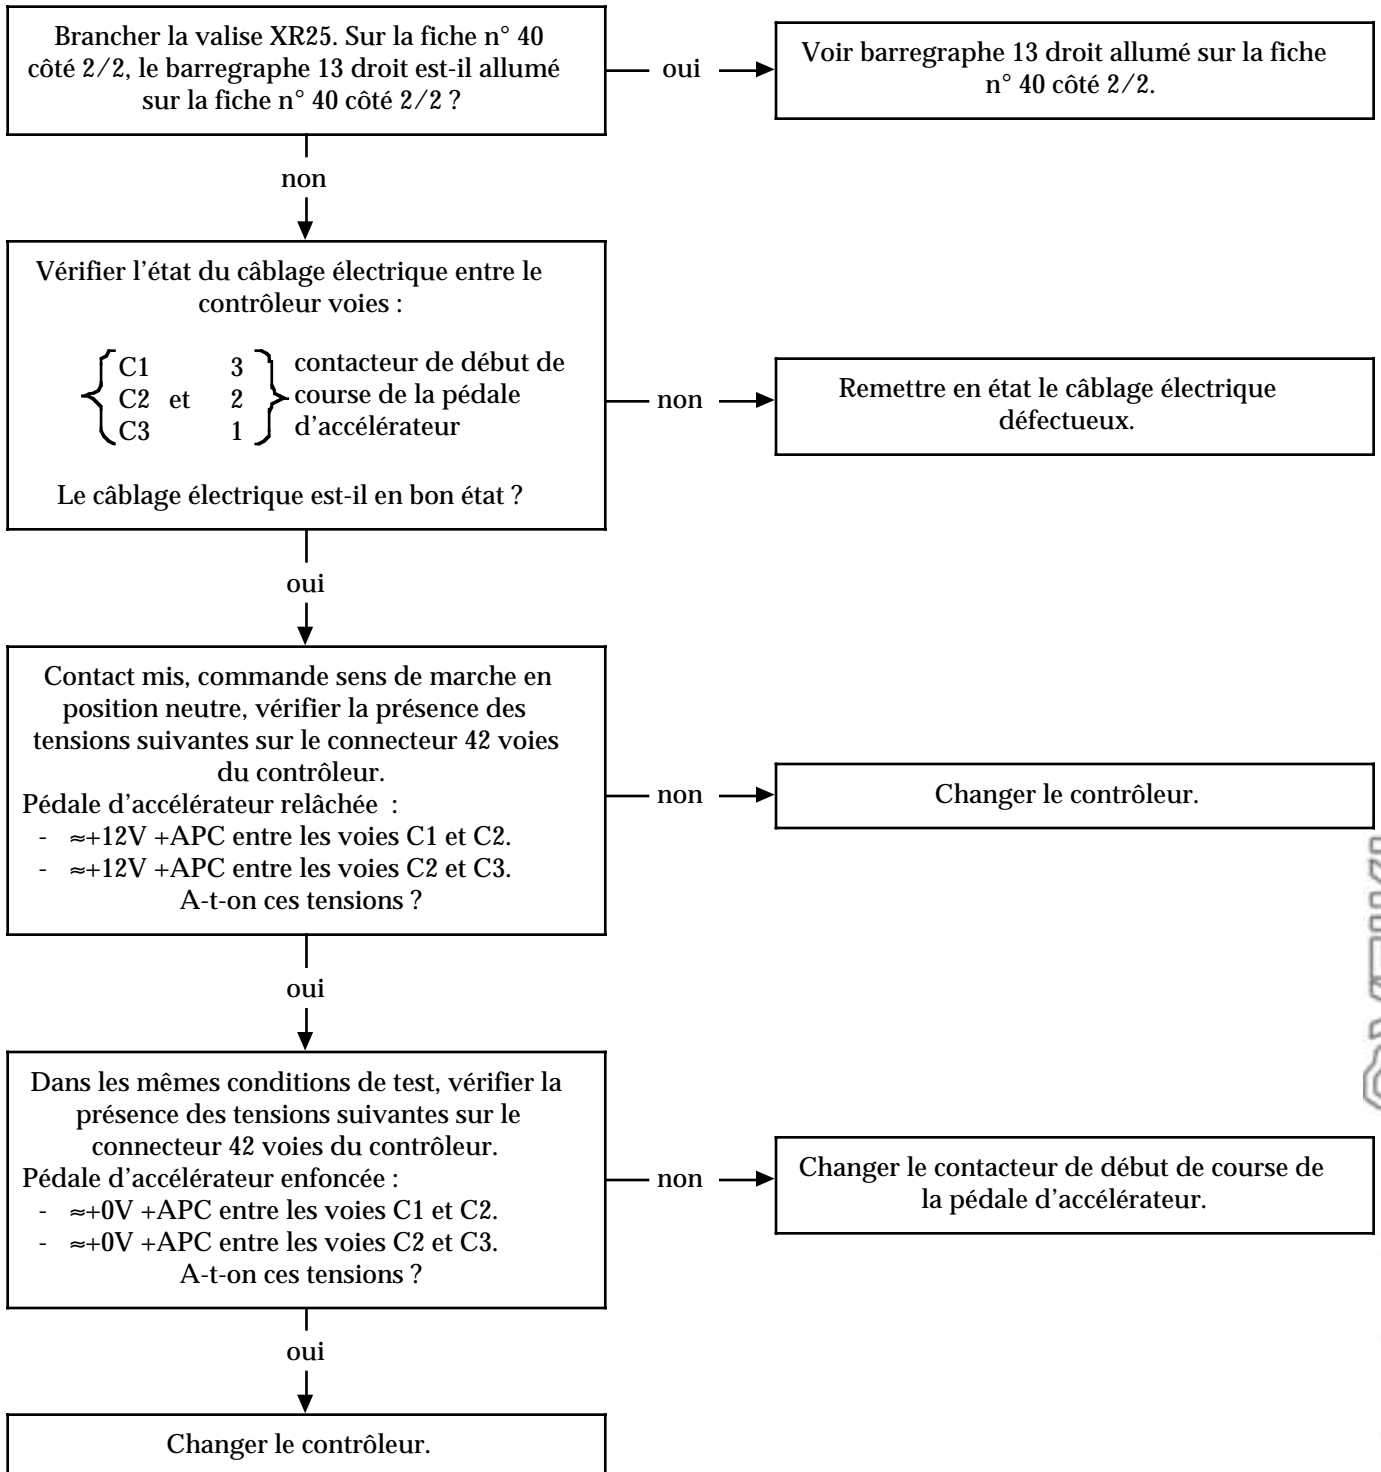 Brancher la valise XR25. Sur la fiche n° 40
côté 2/2, le barregraphe 13 droit est-il allumé
sur la fiche n° 40 côté 2/2 ?
oui
Voir barregraphe 13 droit allumé sur la fiche
n° 40 côté 2/2.
non
Vérifier l'état du câblage électrique entre le
contrôleur voies :
C1 3 contacteur de début de
C2 et 2 course de la pédale
C3 1 d'accélérateur
Le câblage électrique est-il en bon état ?
non
Remettre en état le câblage électrique
défectueux.
oui
Contact mis, commande sens de marche en
position neutre, vérifier la présence des
tensions suivantes sur le connecteur 42 voies
du contrôleur.
Pédale d'accélérateur relâchée :
- ≈+12V +APC entre les voies C1 et C2.
- ≈+12V +APC entre les voies C2 et C3.
A-t-on ces tensions ?
non
Changer le contrôleur.
oui
Dans les mêmes conditions de test, vérifier la
présence des tensions suivantes sur le
connecteur 42 voies du contrôleur.
Pédale d'accélérateur enfoncée :
- ≈+0V +APC entre les voies C1 et C2.
- ≈+0V +APC entre les voies C2 et C3.
A-t-on ces tensions ?
non
Changer le contacteur de début de course de
la pédale d'accélérateur.
oui
Changer le contrôleur.